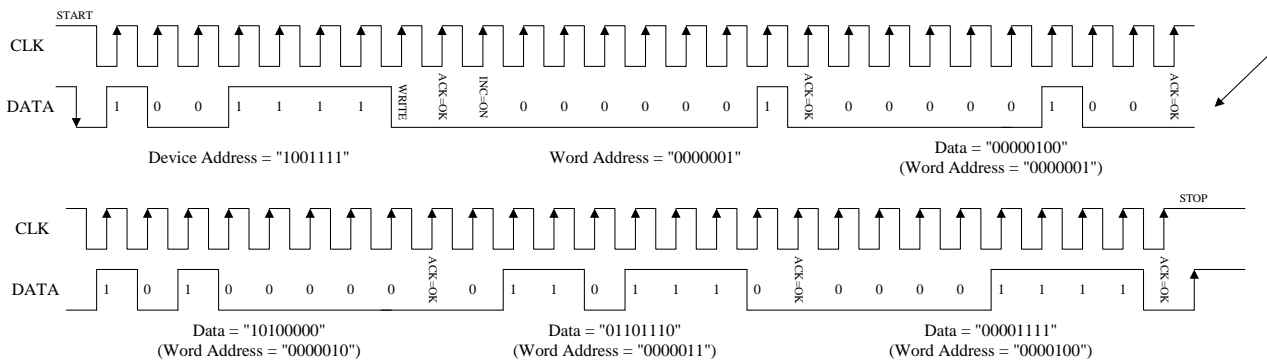 START
CLK
DATA 1 0 0 1 1 1 1 WRITE ACK=OK INC=ON 0 0 0 0 0 0 1 ACK=OK 0 0 0 0 0 1 0 0 ACK=OK
Device Address = "1001111" Word Address = "0000001" Data = "00000100"
(Word Address = "0000001")
STOP
CLK
DATA 1 0 1 0 0 0 0 0 ACK=OK 0 1 1 0 1 1 1 0 ACK=OK 0 0 0 0 1 1 1 1 ACK=OK
Data = "10100000" Data = "01101110" Data = "00001111"
(Word Address = "0000010") (Word Address = "0000011") (Word Address = "0000100")